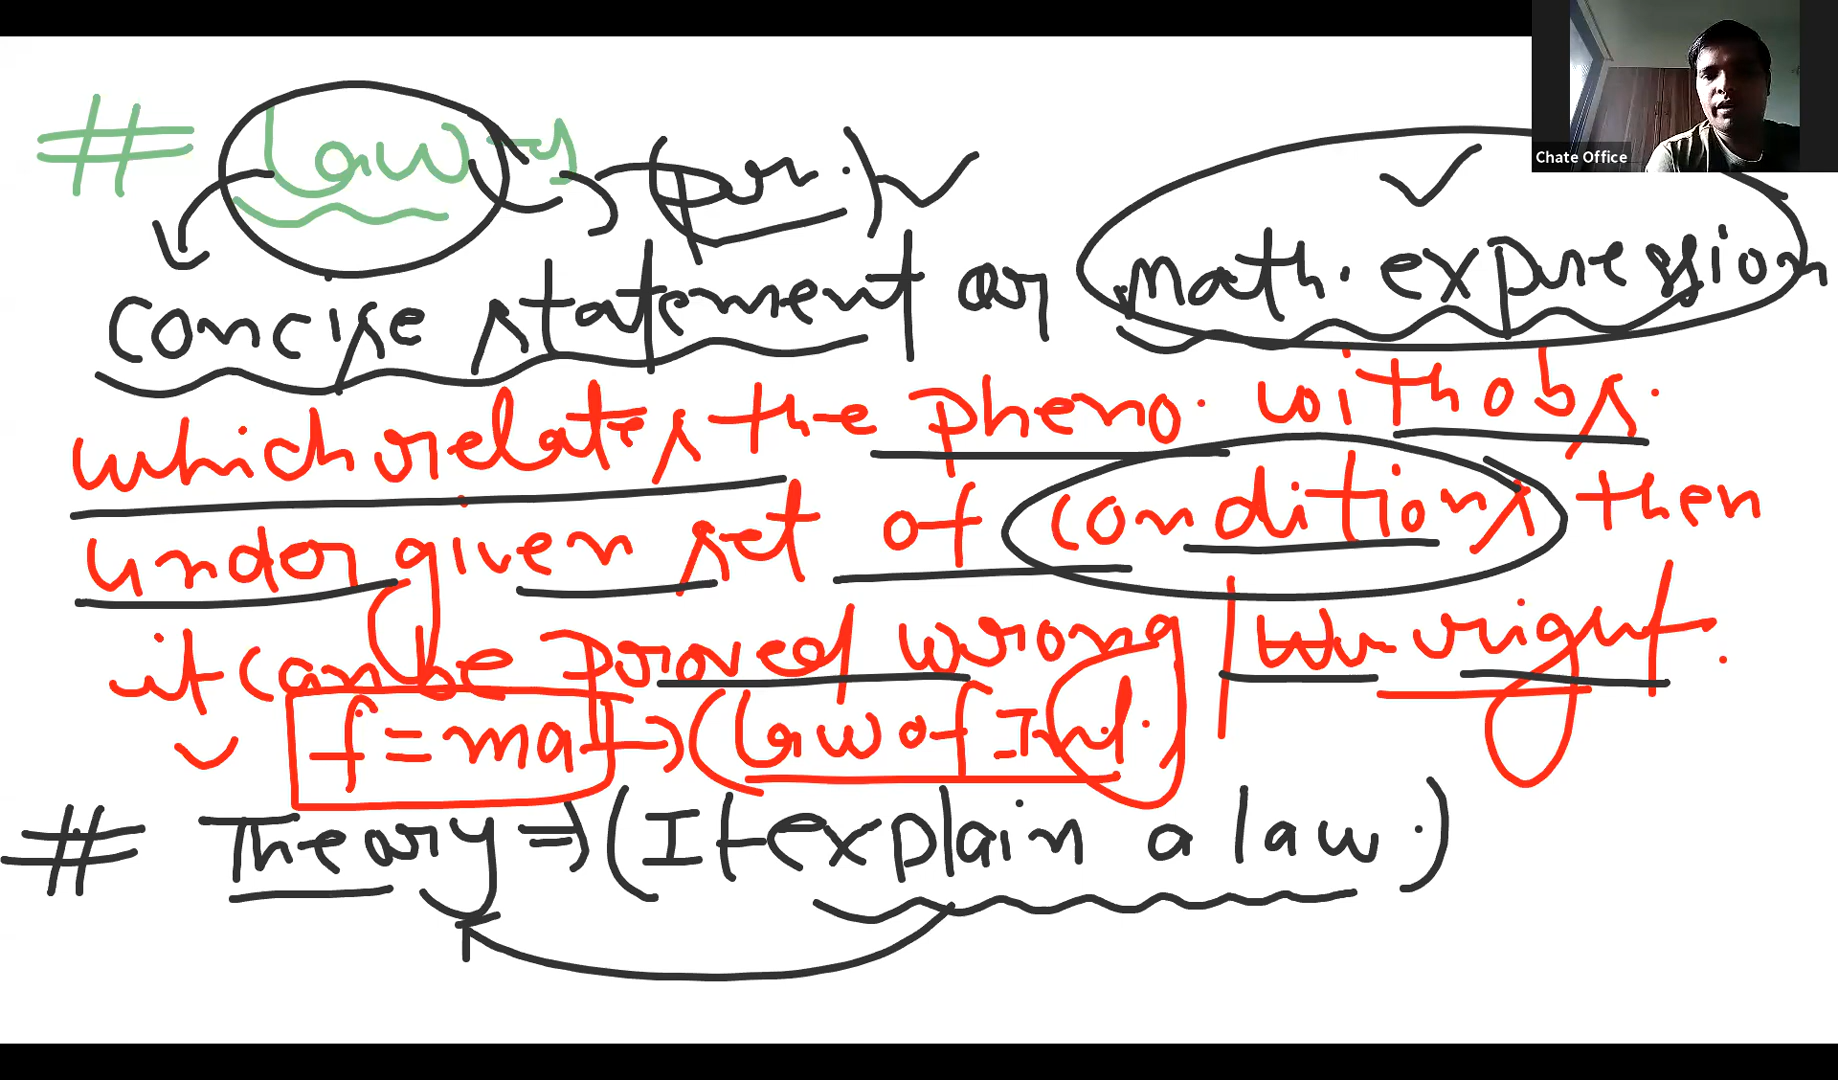 Chate Office
# Law → (pr.) ✓
concise statement or math. expression
which relates the pheno. with obs.
under given set of conditions then
it can be proved wrong / right.
f=ma → (Law of Int.)
# Theory ⇒ (It explain a law.)